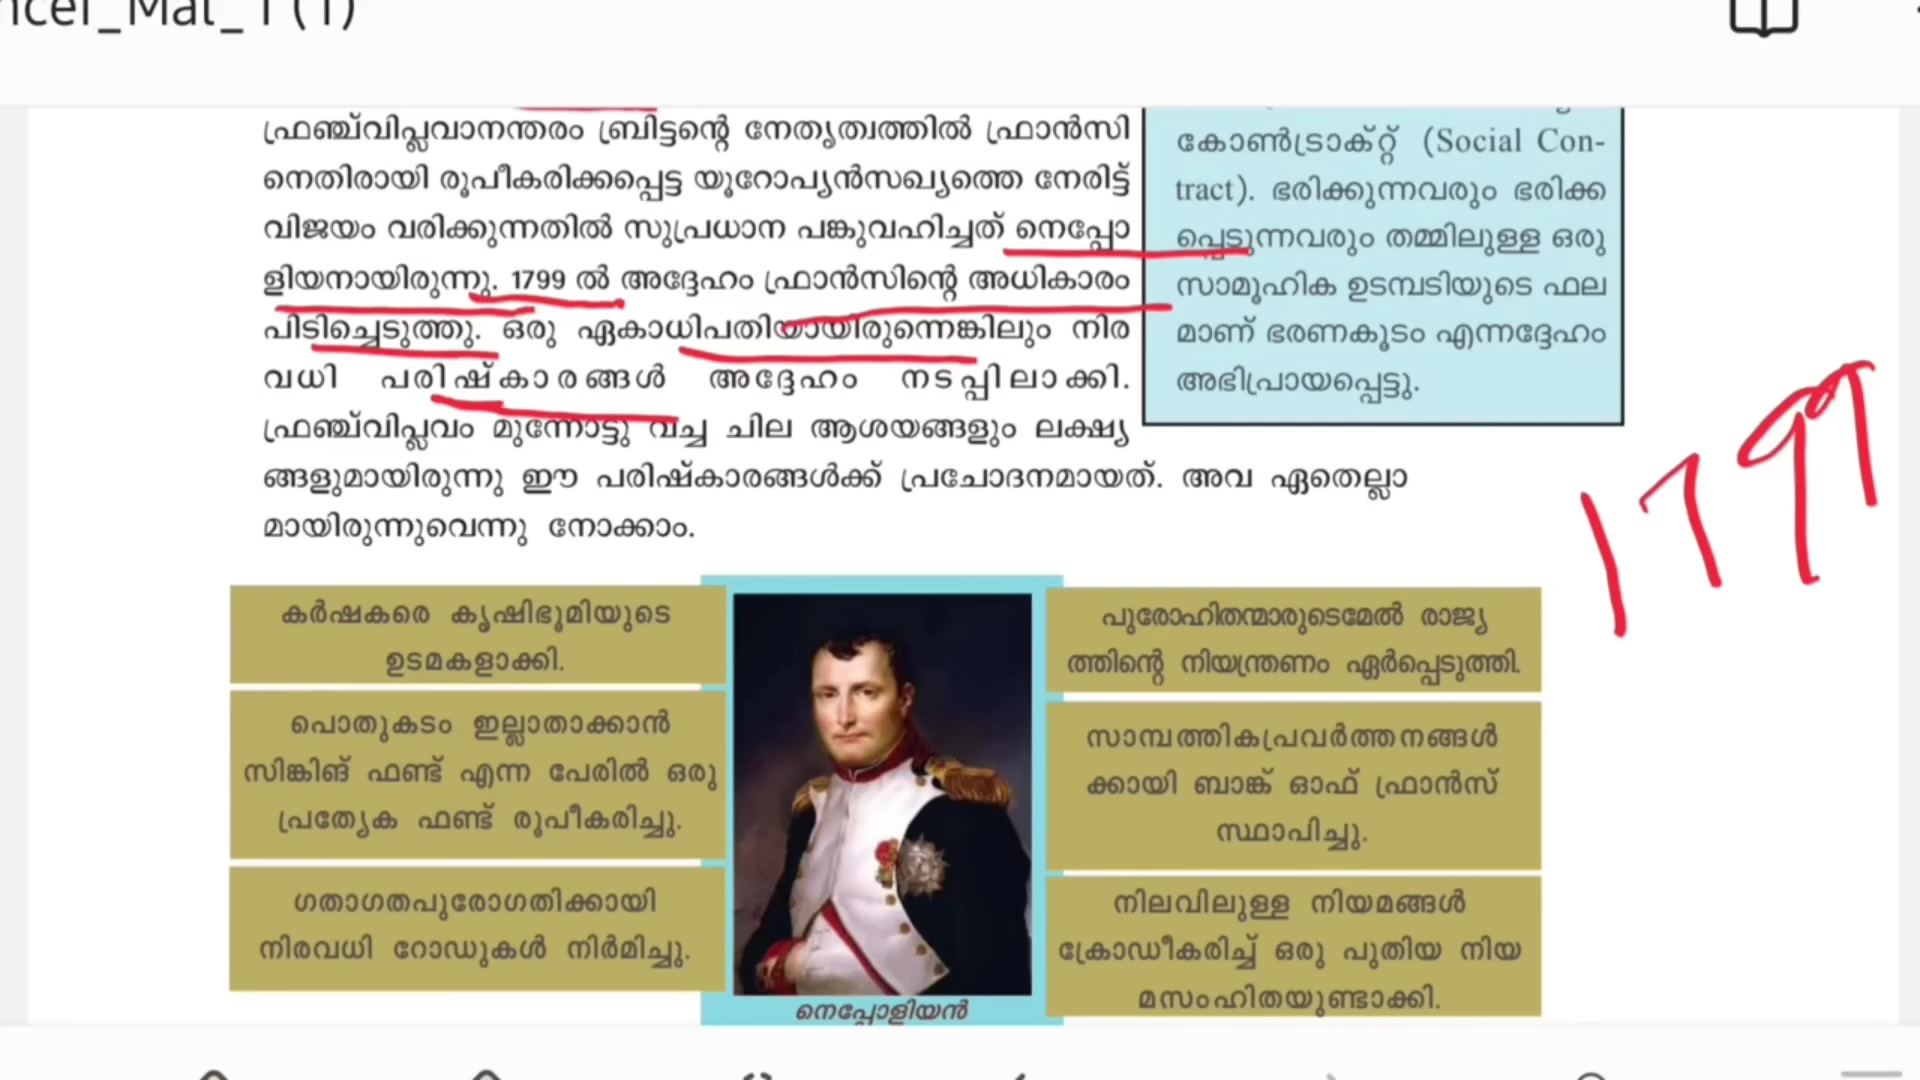 ncef_Mal_1 (1)
ഫ്രഞ്ച്‌വിപ്ലവാനന്തരം ബ്രിട്ടന്റെ നേതൃത്വത്തിൽ ഫ്രാൻസി
നെതിരായി രൂപീകരിക്കപ്പെട്ട യൂറോപ്യൻസഖ്യത്തെ നേരിട്ട്
വിജയം വരിക്കുന്നതിൽ സുപ്രധാന പങ്കുവഹിച്ചത് നെപ്പോ
ളിയനായിരുന്നു. 1799 ൽ അദ്ദേഹം ഫ്രാൻസിന്റെ അധികാരം
പിടിച്ചെടുത്തു. ഒരു ഏകാധിപതിയായിരുന്നെങ്കിലും നിര
വധി പരിഷ്കാരങ്ങൾ അദ്ദേഹം നടപ്പിലാക്കി.
ഫ്രഞ്ച്‌വിപ്ലവം മുന്നോട്ടു വച്ച ചില ആശയങ്ങളും ലക്ഷ്യ
ങ്ങളുമായിരുന്നു ഈ പരിഷ്കാരങ്ങൾക്ക് പ്രചോദനമായത്. അവ ഏതെല്ലാ
മായിരുന്നുവെന്നു നോക്കാം.
കോൺട്രാക്റ്റ് (Social Con-
tract). ഭരിക്കുന്നവരും ഭരിക്ക
പ്പെടുന്നവരും തമ്മിലുള്ള ഒരു
സാമൂഹിക ഉടമ്പടിയുടെ ഫല
മാണ് ഭരണകൂടം എന്നദ്ദേഹം
അഭിപ്രായപ്പെട്ടു.
1799
കർഷകരെ കൃഷിഭൂമിയുടെ
ഉടമകളാക്കി.
പൊതുകടം ഇല്ലാതാക്കാൻ
സിങ്കിങ് ഫണ്ട് എന്ന പേരിൽ ഒരു
പ്രത്യേക ഫണ്ട് രൂപീകരിച്ചു.
ഗതാഗതപുരോഗതിക്കായി
നിരവധി റോഡുകൾ നിർമിച്ചു.
നെപ്പോളിയൻ
പുരോഹിതന്മാരുടെമേൽ രാജ്യ
ത്തിന്റെ നിയന്ത്രണം ഏർപ്പെടുത്തി.
സാമ്പത്തികപ്രവർത്തനങ്ങൾ
ക്കായി ബാങ്ക് ഓഫ് ഫ്രാൻസ്
സ്ഥാപിച്ചു.
നിലവിലുള്ള നിയമങ്ങൾ
ക്രോഡീകരിച്ച് ഒരു പുതിയ നിയ
മസംഹിതയുണ്ടാക്കി.